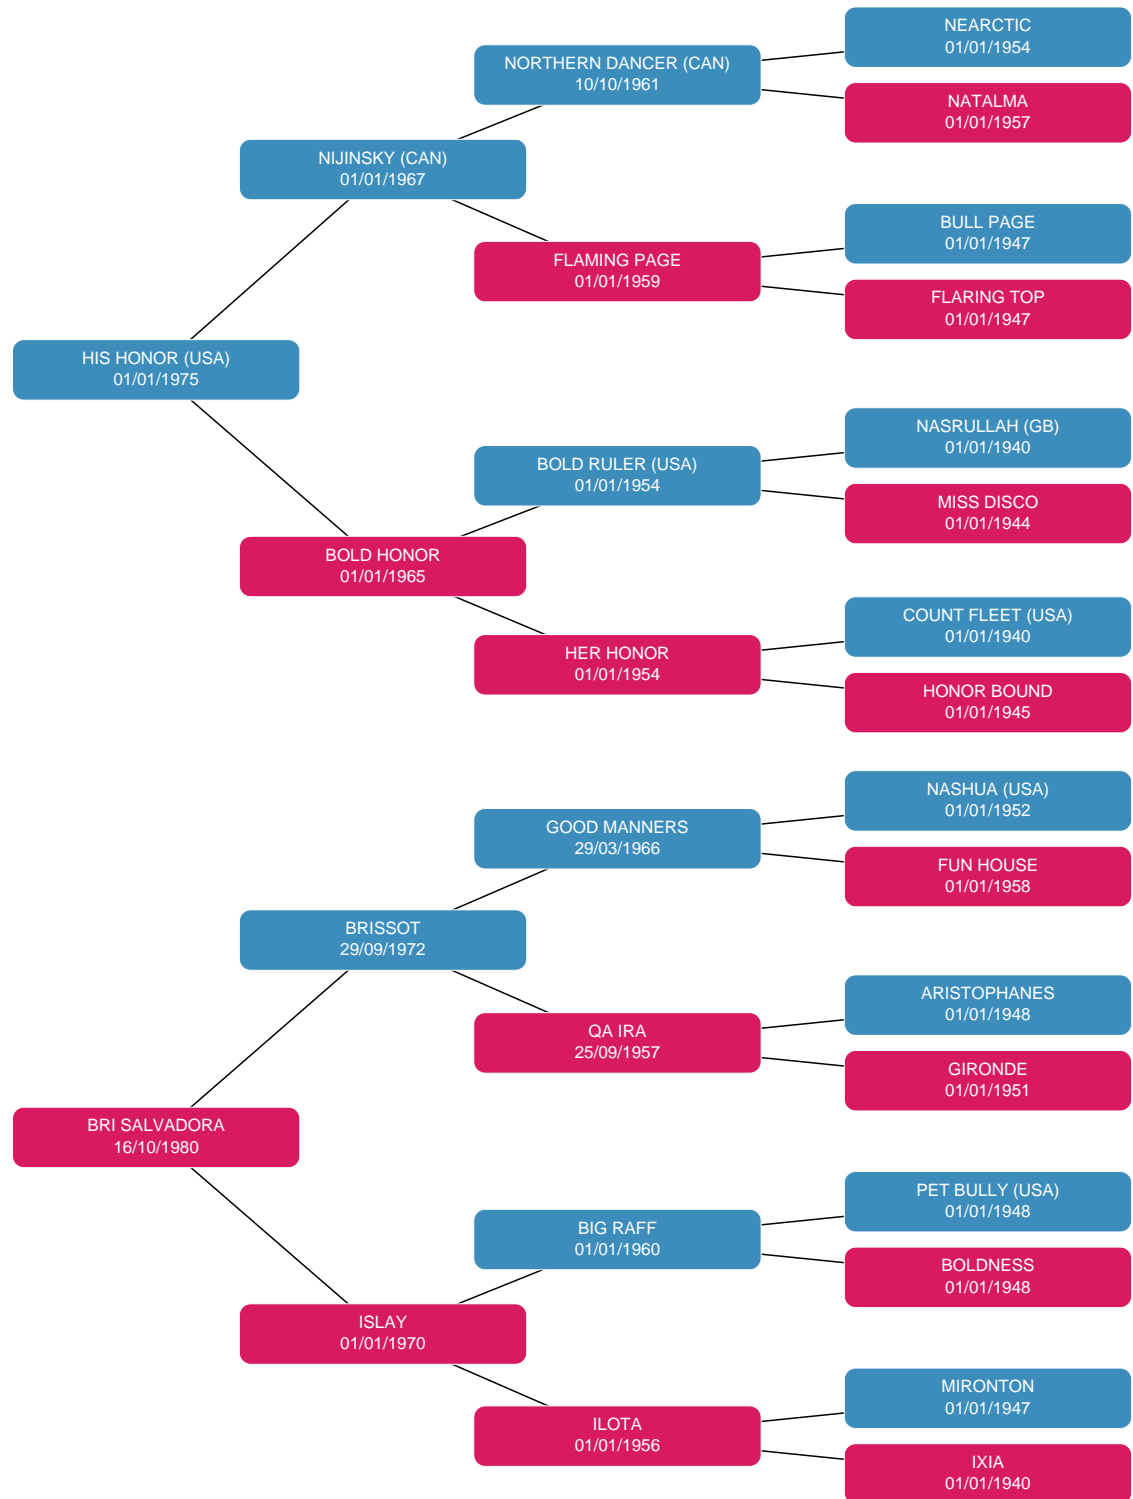 NEARCTIC
01/01/1954
NORTHERN DANCER (CAN)
10/10/1961
NATALMA
01/01/1957
NIJINSKY (CAN)
01/01/1967
BULL PAGE
01/01/1947
FLAMING PAGE
01/01/1959
FLARING TOP
01/01/1947
HIS HONOR (USA)
01/01/1975
NASRULLAH (GB)
01/01/1940
BOLD RULER (USA)
01/01/1954
MISS DISCO
01/01/1944
BOLD HONOR
01/01/1965
COUNT FLEET (USA)
01/01/1940
HER HONOR
01/01/1954
HONOR BOUND
01/01/1945
NASHUA (USA)
01/01/1952
GOOD MANNERS
29/03/1966
FUN HOUSE
01/01/1958
BRISSOT
29/09/1972
ARISTOPHANES
01/01/1948
QA IRA
25/09/1957
GIRONDE
01/01/1951
BRI SALVADORA
16/10/1980
PET BULLY (USA)
01/01/1948
BIG RAFF
01/01/1960
BOLDNESS
01/01/1948
ISLAY
01/01/1970
MIRONTON
01/01/1947
ILOTA
01/01/1956
IXIA
01/01/1940